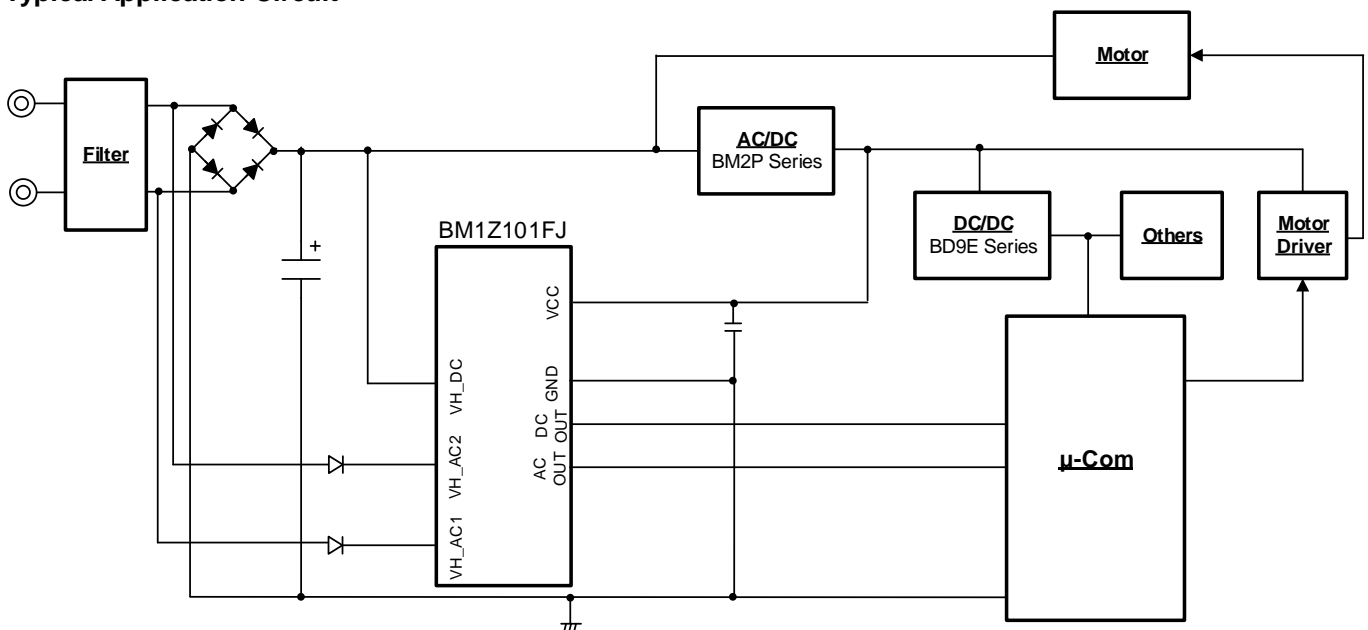 Typical Application Circuit
Motor
Filter
AC/DC
BM2P Series
DC/DC
BD9E Series
Others
Motor
Driver
BM1Z101FJ
+
VCC
VH_DC
GND
DC
OUT
VH_AC2
AC
OUT
VH_AC1
µ-Com